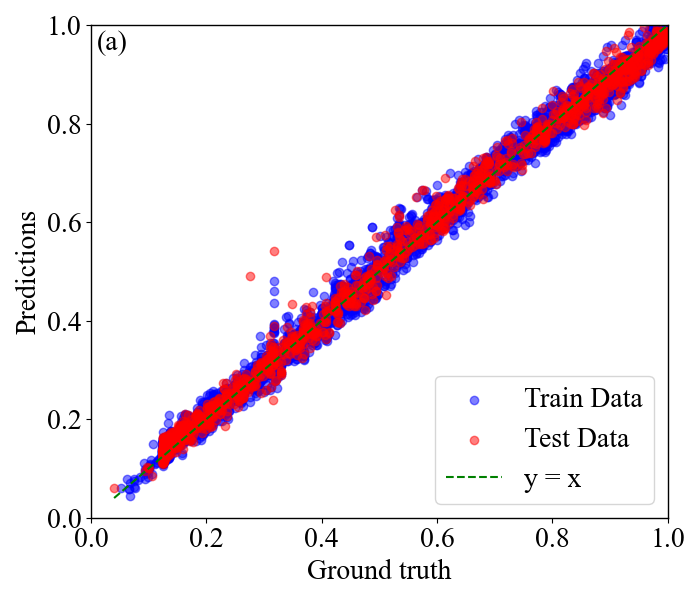 (a)
1.0
0.8
0.6
0.4
0.2
0.0
Predictions
Train Data
Test Data
y = x
0.0 0.2 0.4 0.6 0.8 1.0
Ground truth